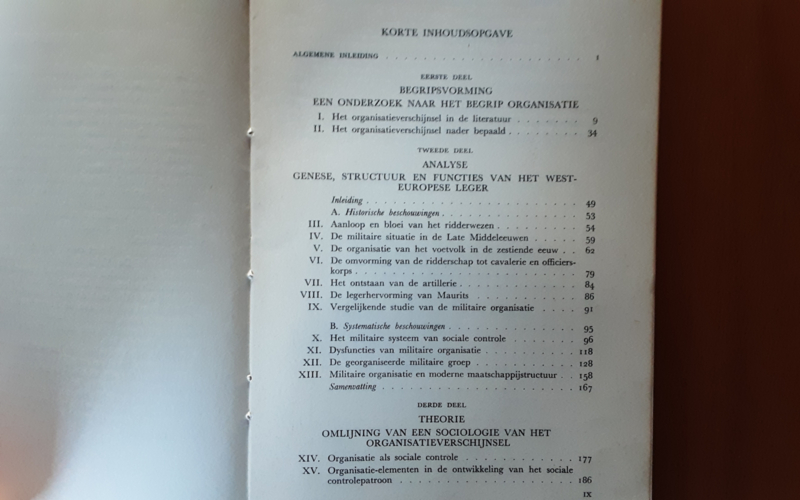 KORTE INHOUDSOPGAVE
ALGEMENE INLEIDING . . . . . . . . . . . . . . . . . . 1
EERSTE DEEL
BEGRIPSVORMING
EEN ONDERZOEK NAAR HET BEGRIP ORGANISATIE
I. Het organisatieverschijnsel in de literatuur . . . . . . . 9
II. Het organisatieverschijnsel nader bepaald . . . . . . . . 34
TWEEDE DEEL
ANALYSE
GENESE, STRUCTUUR EN FUNCTIES VAN HET WEST-
EUROPESE LEGER
Inleiding . . . . . . . . . . . . . . . . . . . . 49
A. Historische beschouwingen . . . . . . . . . . . . 53
III. Aanloop en bloei van het ridderwezen . . . . . . . . 54
IV. De militaire situatie in de Late Middeleeuwen . . . . . 59
V. De organisatie van het voetvolk in de zestiende eeuw . . 62
VI. De omvorming van de ridderschap tot cavalerie en officiers-
korps . . . . . . . . . . . . . . . . . . . . . 79
VII. Het ontstaan van de artillerie . . . . . . . . . . . 84
VIII. De legerhervorming van Maurits . . . . . . . . . . 86
IX. Vergelijkende studie van de militaire organisatie . . . . 91
B. Systematische beschouwingen . . . . . . . . . . . . 95
X. Het militaire systeem van sociale controle . . . . . . . 96
XI. Dysfuncties van militaire organisatie . . . . . . . . . 118
XII. De georganiseerde militaire groep . . . . . . . . . . 128
XIII. Militaire organisatie en moderne maatschappijstructuur . . 158
Samenvatting . . . . . . . . . . . . . . . . . . . 167
DERDE DEEL
THEORIE
OMLIJNING VAN EEN SOCIOLOGIE VAN HET
ORGANISATIEVERSCHIJNSEL
XIV. Organisatie als sociale controle . . . . . . . . . . . 177
XV. Organisatie-elementen in de ontwikkeling van het sociale
controlepatroon . . . . . . . . . . . . . . . . . . 186
IX